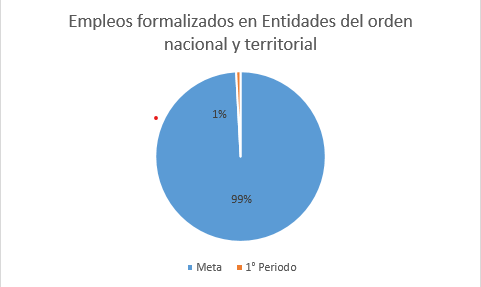 Empleos formalizados en Entidades del orden
nacional y territorial
1%
99%
Meta
1° Periodo